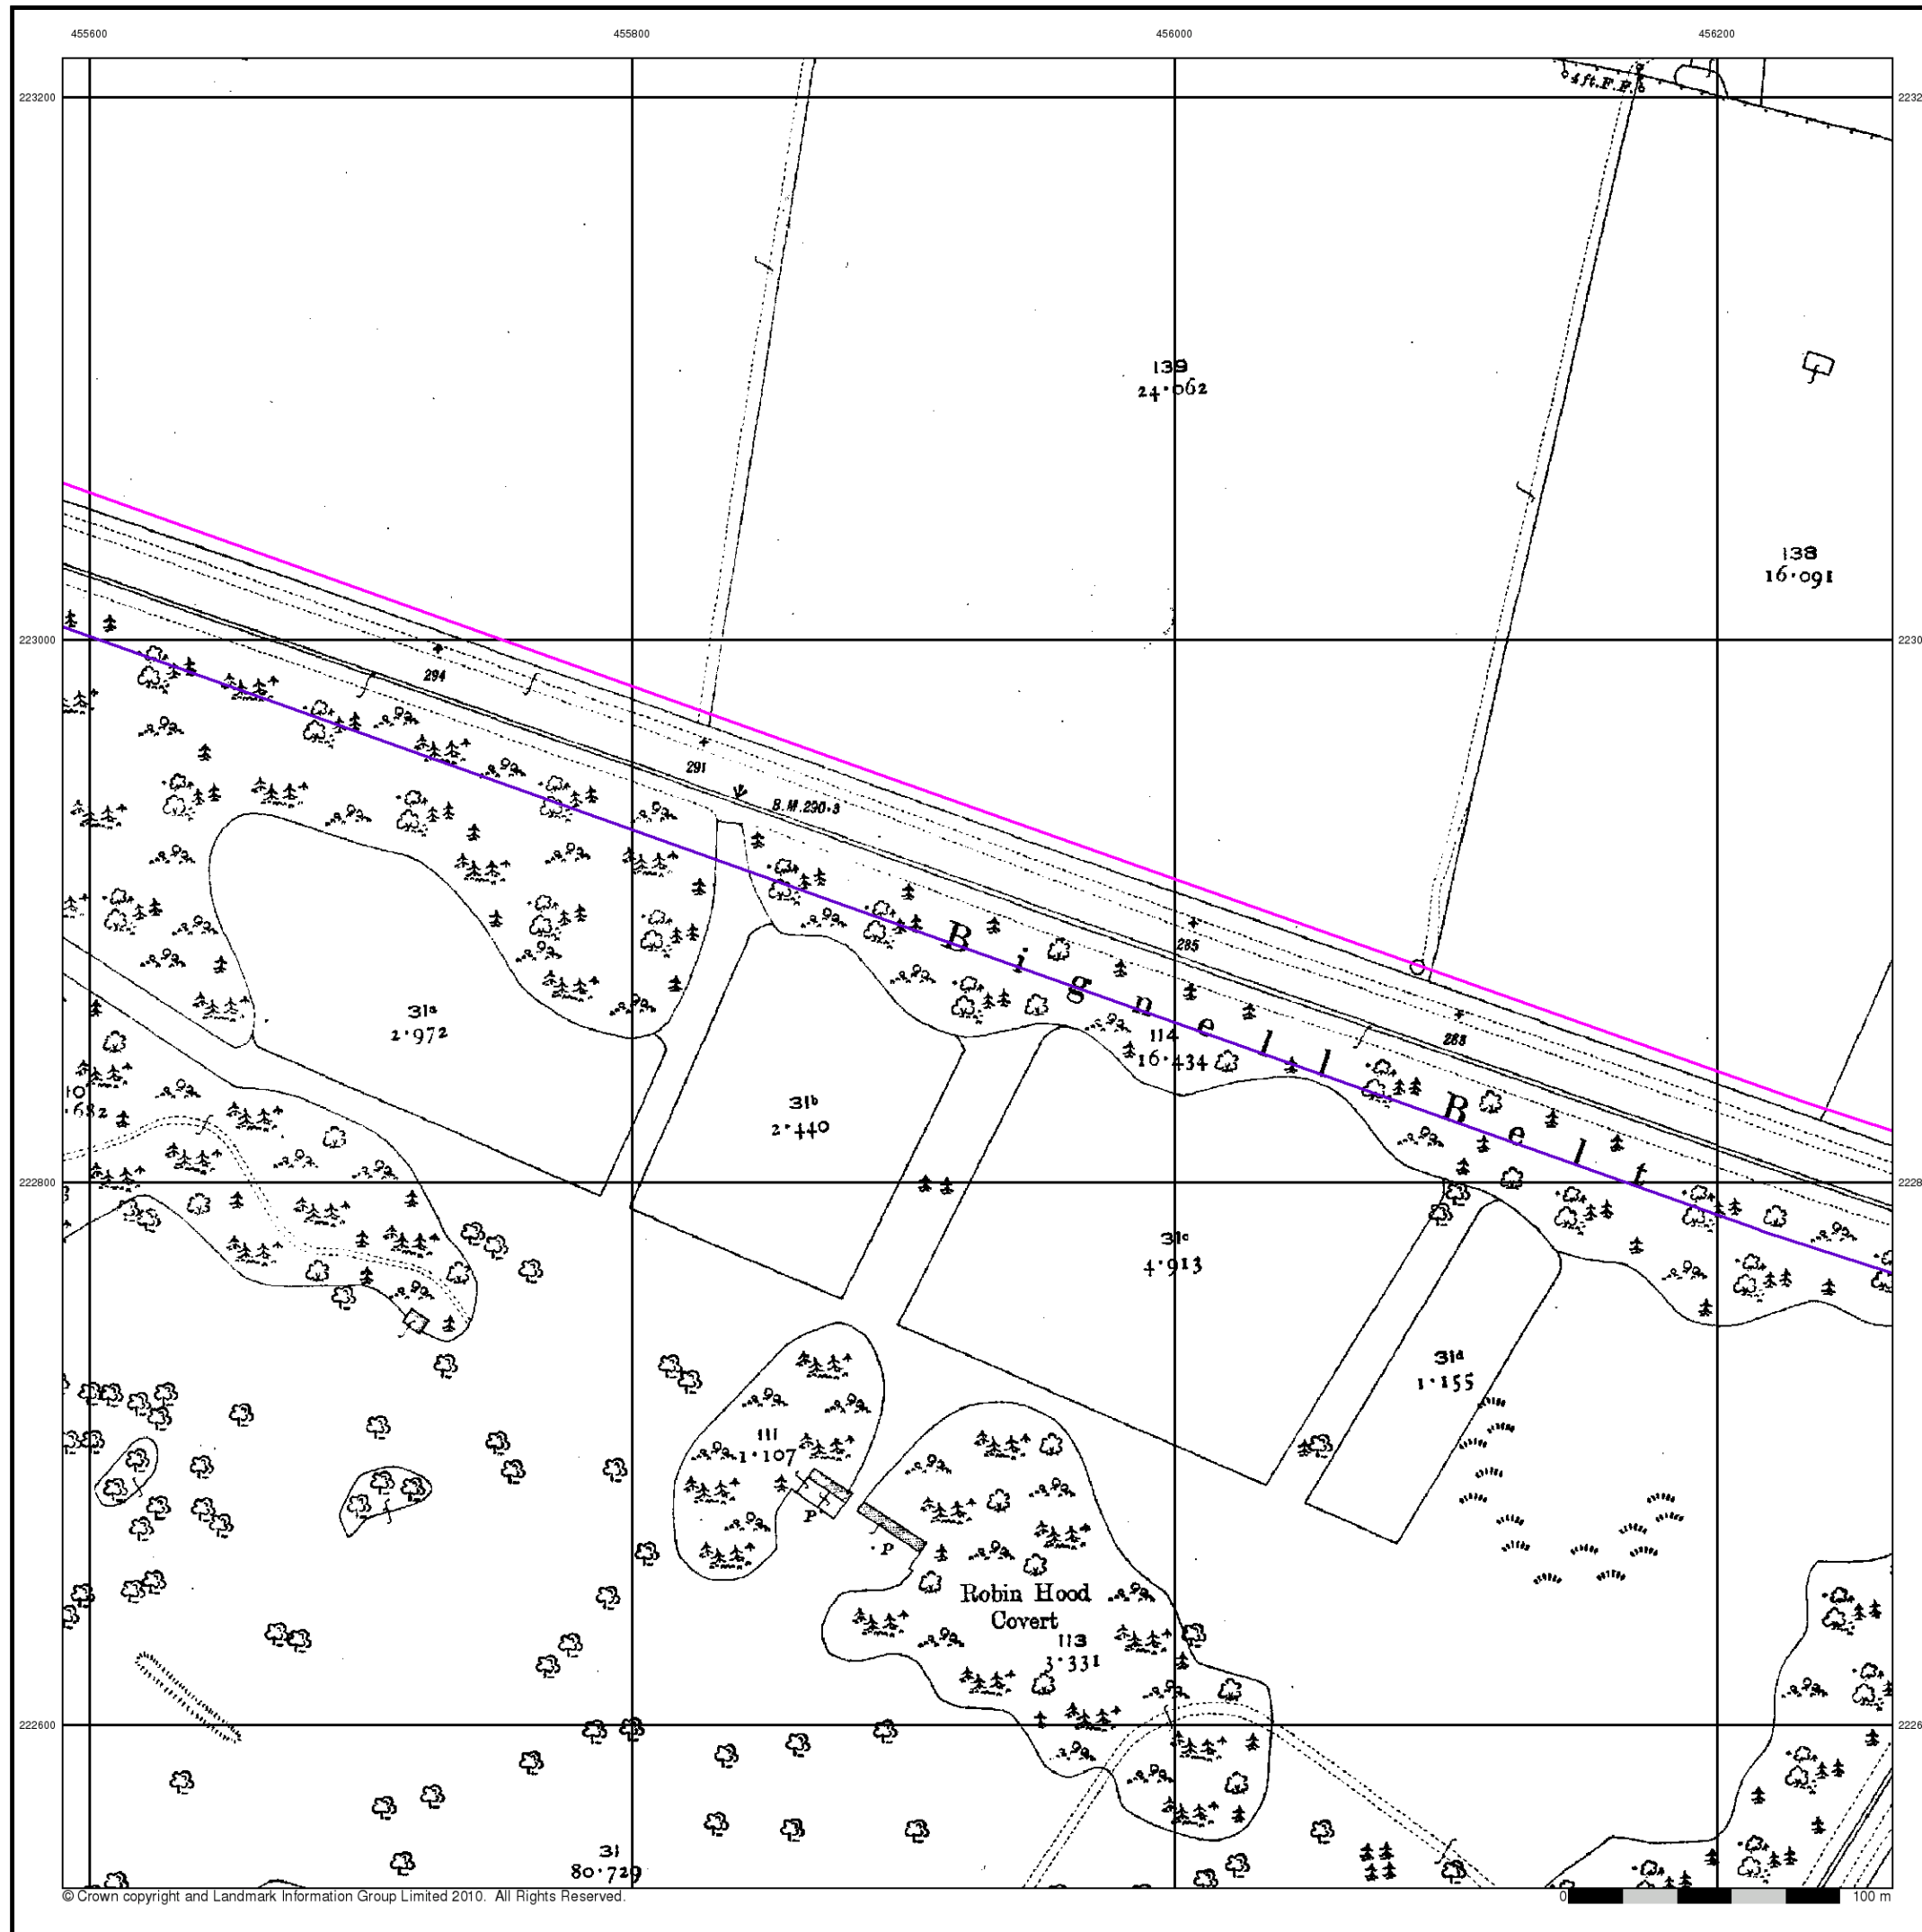 455600 455800 456000 456200
223200
4ft.F.F.
139
24·062
138
16·091
223000
294
291
B.M.290·3
285
288
Bignell Belt
114
16·434
31a
2·972
31b
2·440
222800
31c
4·913
31d
1·155
111
1·107
P
P
Robin Hood
Covert
113
3·331
222600
31
80·729
© Crown copyright and Landmark Information Group Limited 2010. All Rights Reserved.
0 100 m